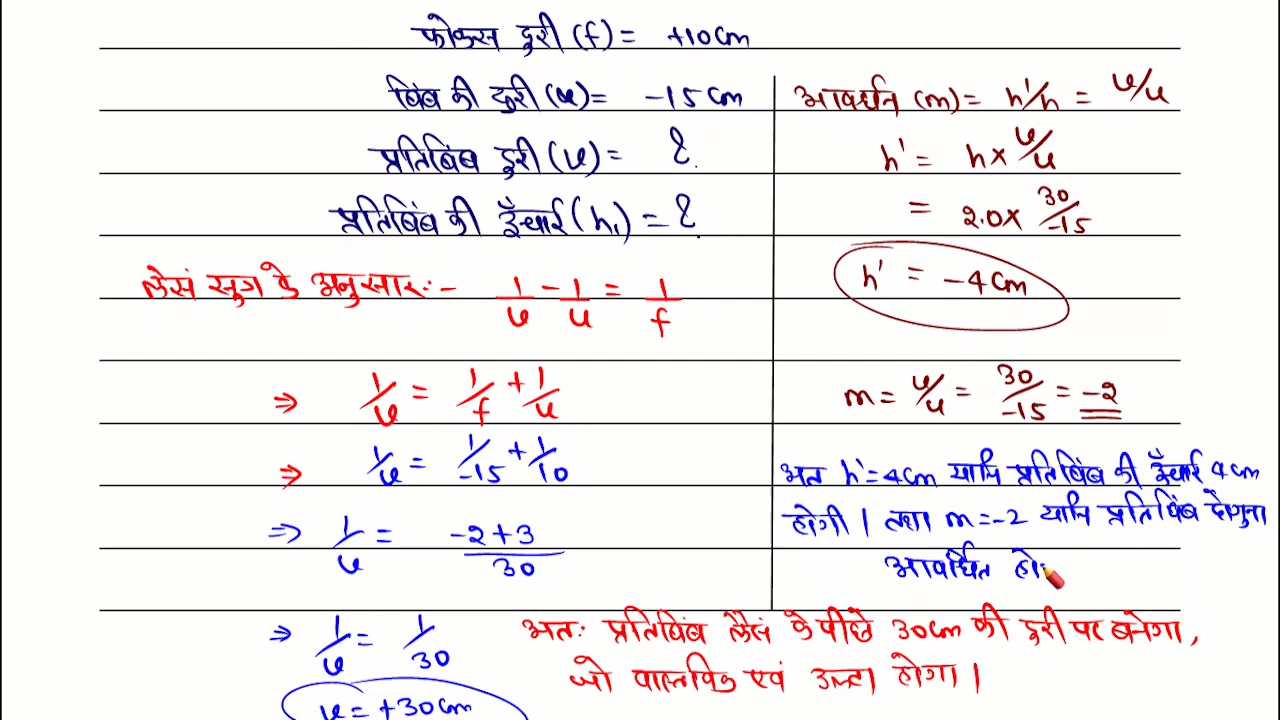 फोकस दूरी (f) = +10cm
बिंब की दूरी (u) = -15cm
प्रतिबिंब दूरी (v) = ?
प्रतिबिंब की ऊँचाई (h₁) = ?
लेंस सूत्र के अनुसार:- 1/v - 1/u = 1/f
⇒ 1/v = 1/f + 1/u
⇒ 1/v = 1/-15 + 1/10
⇒ 1/v = -2+3/30
⇒ 1/v = 1/30
v = +30cm
आवर्धन (m) = h'/h = v/u
h' = h × v/u
= 2.0 × 30/-15
h' = -4cm
m = v/u = 30/-15 = -2
अत h'=4cm यानि प्रतिबिंब की ऊँचाई 4cm
होगी। तथा m=-2 यानि प्रतिबिंब दोगुना
आवर्धित हो
अतः प्रतिबिंब लेंस के पीछे 30cm की दूरी पर बनेगा,
जो वास्तविक एवं उल्टा होगा।